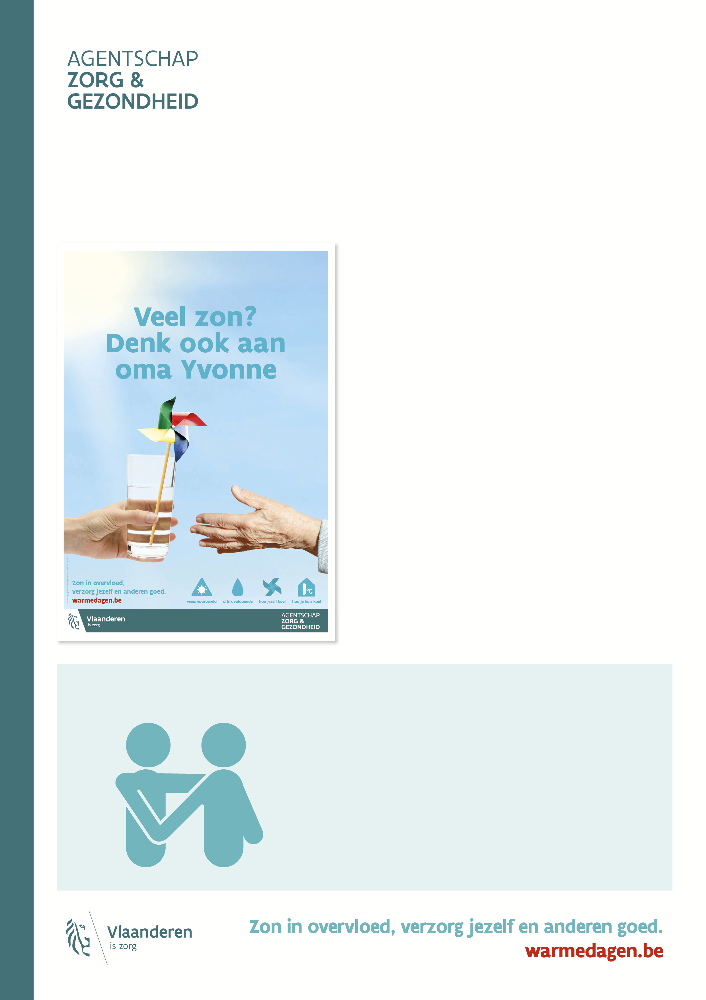 AGENTSCHAP
ZORG &
GEZONDHEID
Veel zon?
Denk ook aan
oma Yvonne
Zon in overvloed,
verzorg jezelf en anderen goed.
warmedagen.be
wees voorbereid
drink voldoende
hou jezelf koel
hou je huis koel
°C
Vlaanderen
is zorg
AGENTSCHAP
ZORG &
GEZONDHEID
Vlaanderen
is zorg
Zon in overvloed, verzorg jezelf en anderen goed.
warmedagen.be